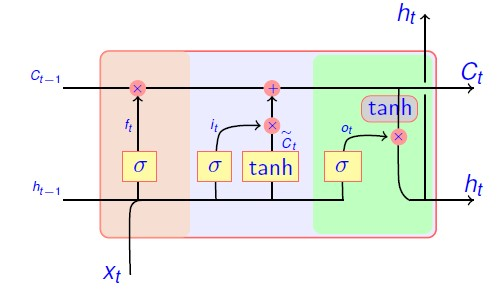 h_t
C_{t−1} × + C_t
tanh
f_t i_t × C̃_t o_t ×
σ σ tanh σ
h_{t−1} h_t
x_t